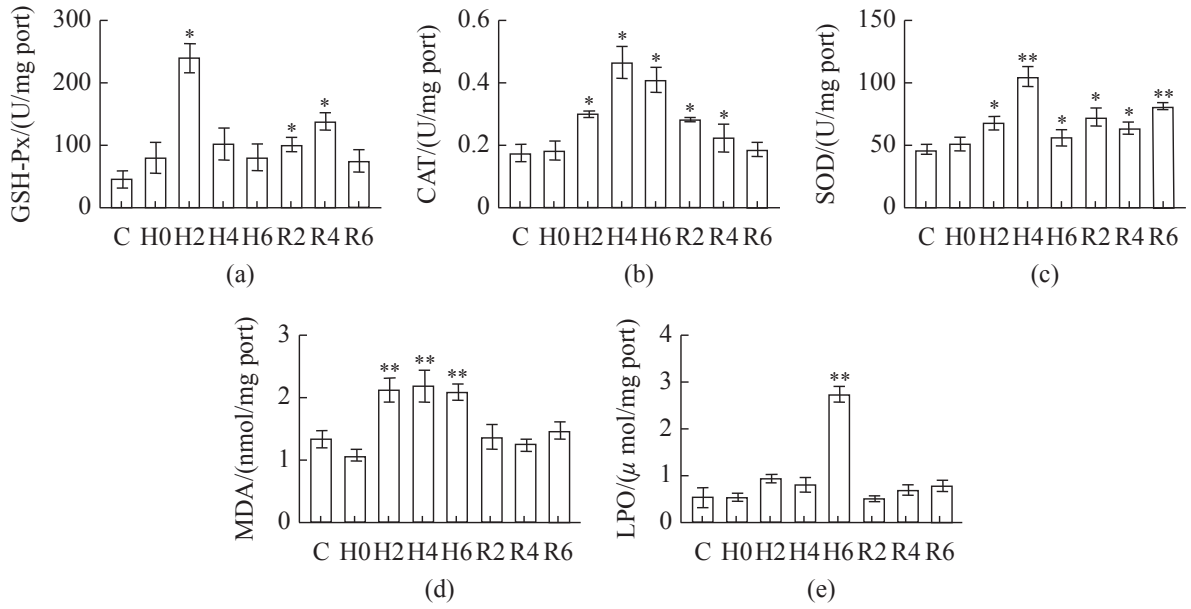 GSH-Px/(U/mg port)
300
200
100
0
*
*
*
C H0 H2 H4 H6 R2 R4 R6
(a)
CAT/(U/mg port)
0.6
0.4
0.2
0
*
*
*
*
*
C H0 H2 H4 H6 R2 R4 R6
(b)
SOD/(U/mg port)
150
100
50
0
*
**
*
*
*
**
C H0 H2 H4 H6 R2 R4 R6
(c)
MDA/(nmol/mg port)
3
2
1
0
**
**
**
C H0 H2 H4 H6 R2 R4 R6
(d)
LPO/(μ mol/mg port)
4
3
2
1
0
**
C H0 H2 H4 H6 R2 R4 R6
(e)